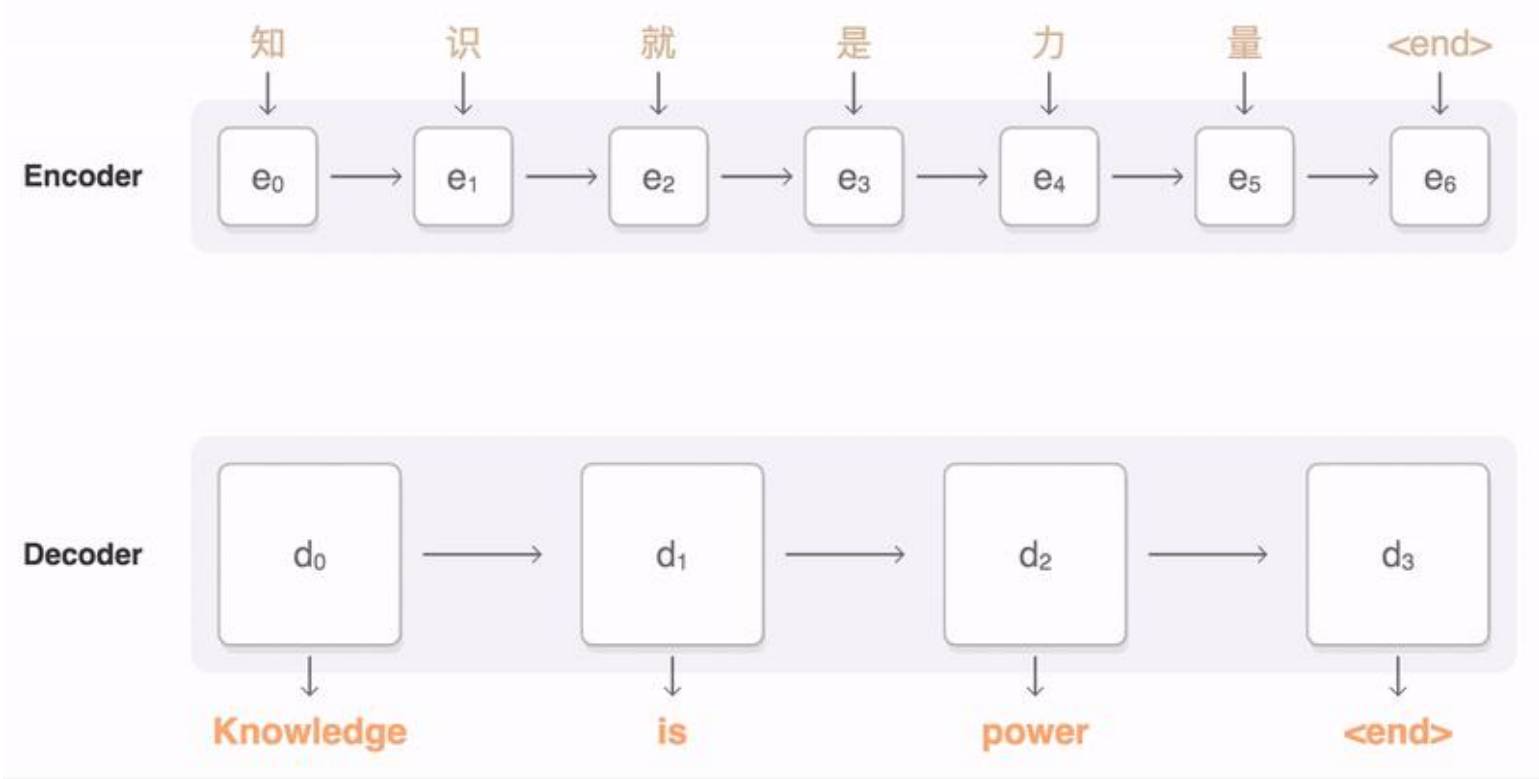 知 识 就 是 力 量 <end>
Encoder e₀ e₁ e₂ e₃ e₄ e₅ e₆
Decoder d₀ d₁ d₂ d₃
Knowledge is power <end>